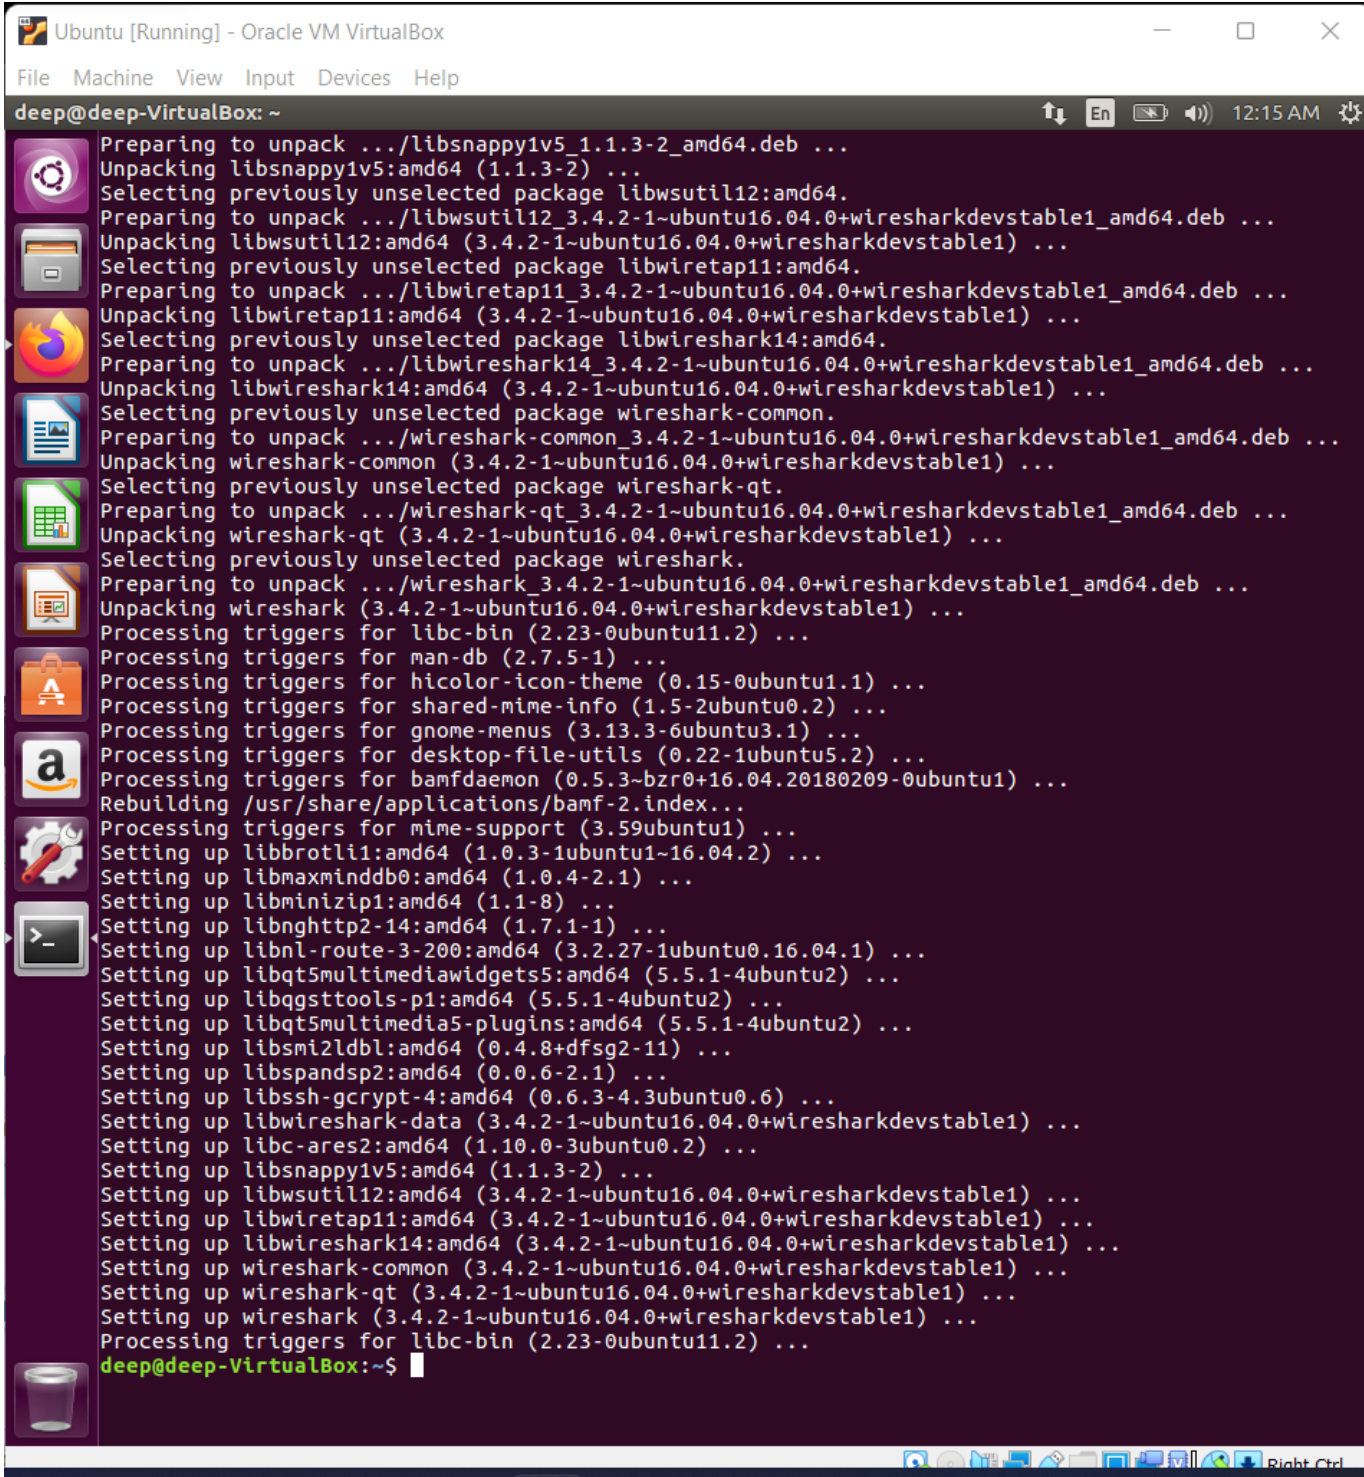 Ubuntu [Running] - Oracle VM VirtualBox
File Machine View Input Devices Help
deep@deep-VirtualBox: ~ En 12:15 AM
Preparing to unpack .../libsnappy1v5_1.1.3-2_amd64.deb ...
Unpacking libsnappy1v5:amd64 (1.1.3-2) ...
Selecting previously unselected package libwsutil12:amd64.
Preparing to unpack .../libwsutil12_3.4.2-1~ubuntu16.04.0+wiresharkdevstable1_amd64.deb ...
Unpacking libwsutil12:amd64 (3.4.2-1~ubuntu16.04.0+wiresharkdevstable1) ...
Selecting previously unselected package libwiretap11:amd64.
Preparing to unpack .../libwiretap11_3.4.2-1~ubuntu16.04.0+wiresharkdevstable1_amd64.deb ...
Unpacking libwiretap11:amd64 (3.4.2-1~ubuntu16.04.0+wiresharkdevstable1) ...
Selecting previously unselected package libwireshark14:amd64.
Preparing to unpack .../libwireshark14_3.4.2-1~ubuntu16.04.0+wiresharkdevstable1_amd64.deb ...
Unpacking libwireshark14:amd64 (3.4.2-1~ubuntu16.04.0+wiresharkdevstable1) ...
Selecting previously unselected package wireshark-common.
Preparing to unpack .../wireshark-common_3.4.2-1~ubuntu16.04.0+wiresharkdevstable1_amd64.deb ...
Unpacking wireshark-common (3.4.2-1~ubuntu16.04.0+wiresharkdevstable1) ...
Selecting previously unselected package wireshark-qt.
Preparing to unpack .../wireshark-qt_3.4.2-1~ubuntu16.04.0+wiresharkdevstable1_amd64.deb ...
Unpacking wireshark-qt (3.4.2-1~ubuntu16.04.0+wiresharkdevstable1) ...
Selecting previously unselected package wireshark.
Preparing to unpack .../wireshark_3.4.2-1~ubuntu16.04.0+wiresharkdevstable1_amd64.deb ...
Unpacking wireshark (3.4.2-1~ubuntu16.04.0+wiresharkdevstable1) ...
Processing triggers for libc-bin (2.23-0ubuntu11.2) ...
Processing triggers for man-db (2.7.5-1) ...
Processing triggers for hicolor-icon-theme (0.15-0ubuntu1.1) ...
Processing triggers for shared-mime-info (1.5-2ubuntu0.2) ...
Processing triggers for gnome-menus (3.13.3-6ubuntu3.1) ...
Processing triggers for desktop-file-utils (0.22-1ubuntu5.2) ...
Processing triggers for bamfdaemon (0.5.3~bzr0+16.04.20180209-0ubuntu1) ...
Rebuilding /usr/share/applications/bamf-2.index...
Processing triggers for mime-support (3.59ubuntu1) ...
Setting up libbrotli1:amd64 (1.0.3-1ubuntu1~16.04.2) ...
Setting up libmaxminddb0:amd64 (1.0.4-2.1) ...
Setting up libminizip1:amd64 (1.1-8) ...
Setting up libnghttp2-14:amd64 (1.7.1-1) ...
Setting up libnl-route-3-200:amd64 (3.2.27-1ubuntu0.16.04.1) ...
Setting up libqt5multimediawidgets5:amd64 (5.5.1-4ubuntu2) ...
Setting up libqgsttools-p1:amd64 (5.5.1-4ubuntu2) ...
Setting up libqt5multimedia5-plugins:amd64 (5.5.1-4ubuntu2) ...
Setting up libsmi2ldbl:amd64 (0.4.8+dfsg2-11) ...
Setting up libspandsp2:amd64 (0.0.6-2.1) ...
Setting up libssh-gcrypt-4:amd64 (0.6.3-4.3ubuntu0.6) ...
Setting up libwireshark-data (3.4.2-1~ubuntu16.04.0+wiresharkdevstable1) ...
Setting up libc-ares2:amd64 (1.10.0-3ubuntu0.2) ...
Setting up libsnappy1v5:amd64 (1.1.3-2) ...
Setting up libwsutil12:amd64 (3.4.2-1~ubuntu16.04.0+wiresharkdevstable1) ...
Setting up libwiretap11:amd64 (3.4.2-1~ubuntu16.04.0+wiresharkdevstable1) ...
Setting up libwireshark14:amd64 (3.4.2-1~ubuntu16.04.0+wiresharkdevstable1) ...
Setting up wireshark-common (3.4.2-1~ubuntu16.04.0+wiresharkdevstable1) ...
Setting up wireshark-qt (3.4.2-1~ubuntu16.04.0+wiresharkdevstable1) ...
Setting up wireshark (3.4.2-1~ubuntu16.04.0+wiresharkdevstable1) ...
Processing triggers for libc-bin (2.23-0ubuntu11.2) ...
deep@deep-VirtualBox:~$
Right Ctrl